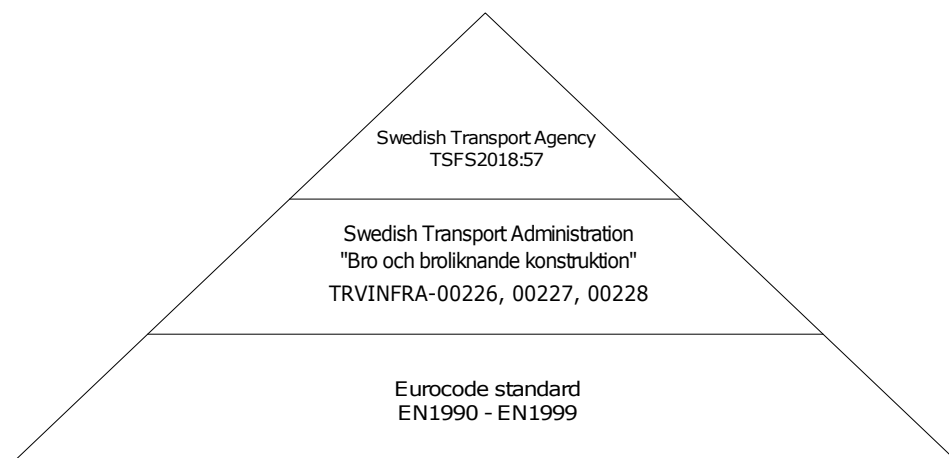 Swedish Transport Agency
TSFS2018:57
Swedish Transport Administration
"Bro och broliknande konstruktion"
TRVINFRA-00226, 00227, 00228
Eurocode standard
EN1990 - EN1999